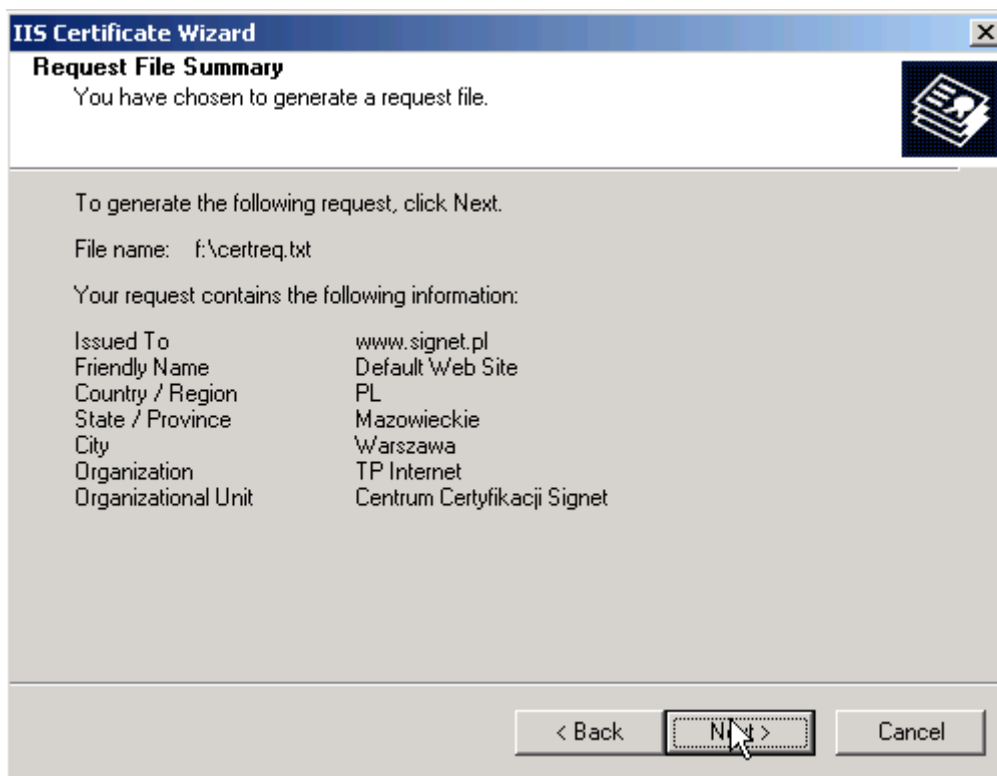 IIS Certificate Wizard
Request File Summary
You have chosen to generate a request file.
To generate the following request, click Next.
File name: f:\certreq.txt
Your request contains the following information:
Issued To www.signet.pl
Friendly Name Default Web Site
Country / Region PL
State / Province Mazowieckie
City Warszawa
Organization TP Internet
Organizational Unit Centrum Certyfikacji Signet
< Back Next > Cancel